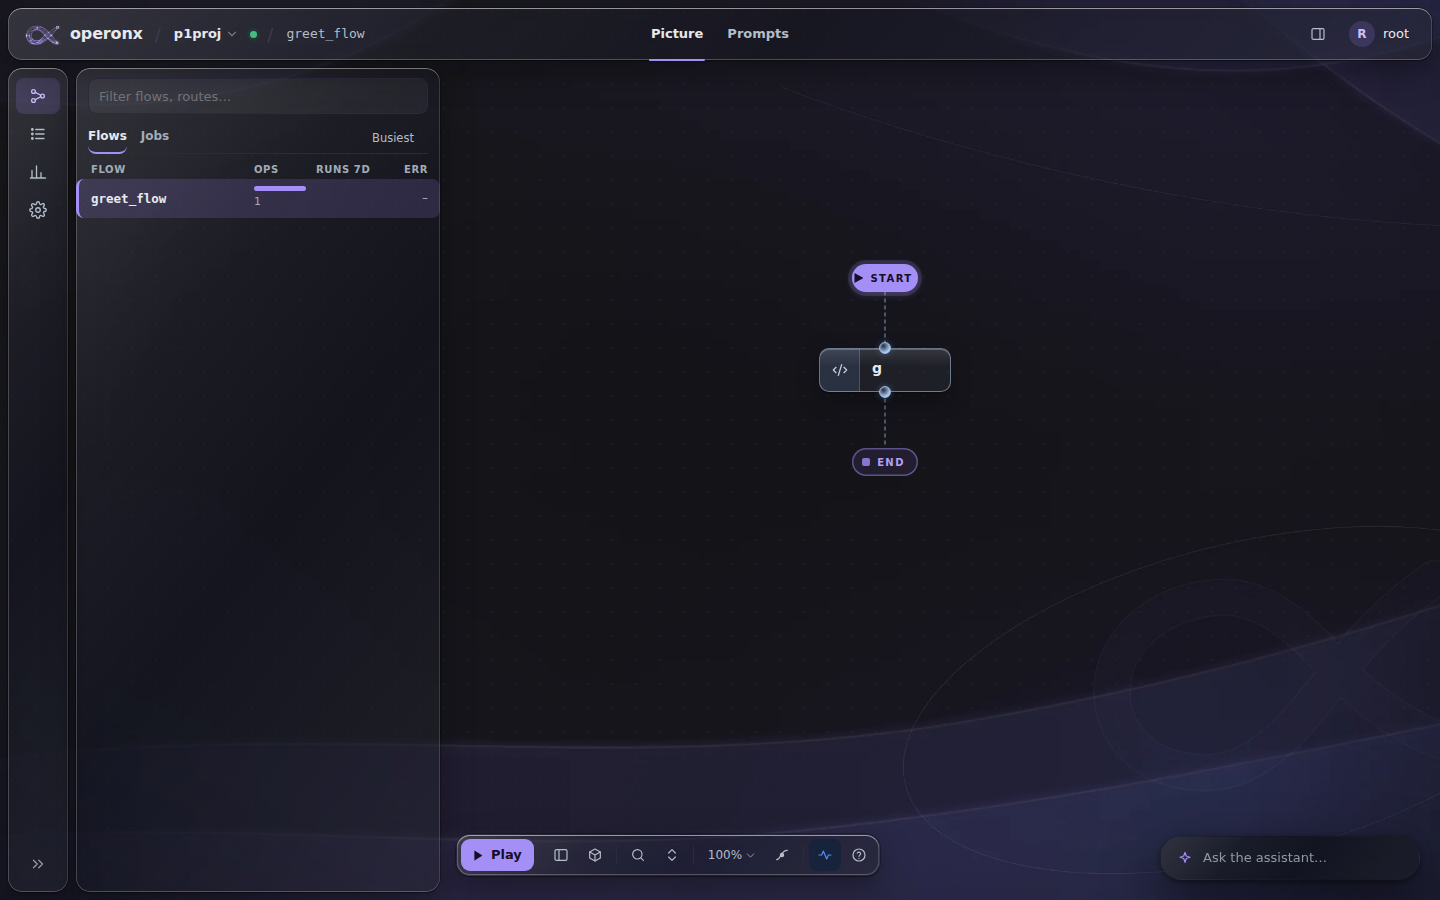 operonx / p1proj / greet_flow
Picture Prompts
R root
Filter flows, routes...
Flows Jobs Busiest
FLOW OPS RUNS 7D ERR
greet_flow 1 –
START
</> g
END
Play 100%
Ask the assistant...